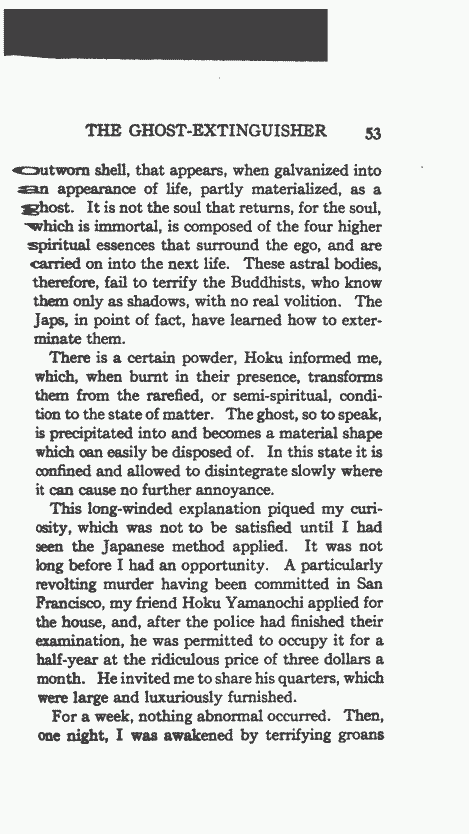 THE GHOST-EXTINGUISHER 53
outworn shell, that appears, when galvanized into
an appearance of life, partly materialized, as a
ghost. It is not the soul that returns, for the soul,
which is immortal, is composed of the four higher
spiritual essences that surround the ego, and are
carried on into the next life. These astral bodies,
therefore, fail to terrify the Buddhists, who know
them only as shadows, with no real volition. The
Japs, in point of fact, have learned how to exter-
minate them.
There is a certain powder, Hoku informed me,
which, when burnt in their presence, transforms
them from the rarefied, or semi-spiritual, condi-
tion to the state of matter. The ghost, so to speak,
is precipitated into and becomes a material shape
which can easily be disposed of. In this state it is
confined and allowed to disintegrate slowly where
it can cause no further annoyance.
This long-winded explanation piqued my curi-
osity, which was not to be satisfied until I had
seen the Japanese method applied. It was not
long before I had an opportunity. A particularly
revolting murder having been committed in San
Francisco, my friend Hoku Yamanochi applied for
the house, and, after the police had finished their
examination, he was permitted to occupy it for a
half-year at the ridiculous price of three dollars a
month. He invited me to share his quarters, which
were large and luxuriously furnished.
For a week, nothing abnormal occurred. Then,
one night, I was awakened by terrifying groans